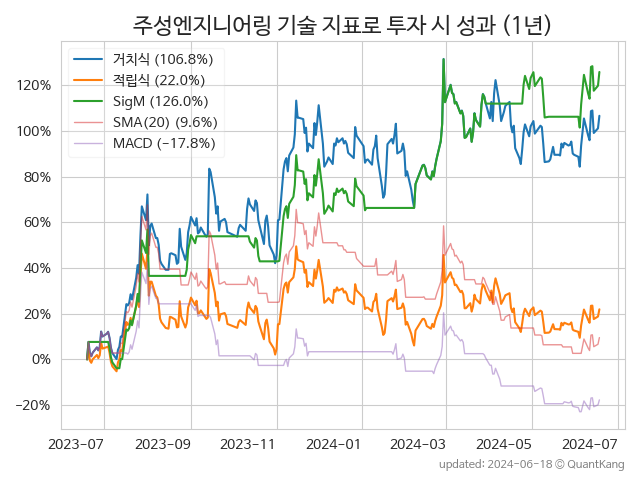 주성엔지니어링 기술 지표로 투자 시 성과 (1년)
거치식 (106.8%)
적립식 (22.0%)
SigM (126.0%)
SMA(20) (9.6%)
MACD (−17.8%)
120%
100%
80%
60%
40%
20%
0%
−20%
2023−07 2023−09 2023−11 2024−01 2024−03 2024−05 2024−07
updated: 2024−06−18 ⓒ QuantKang